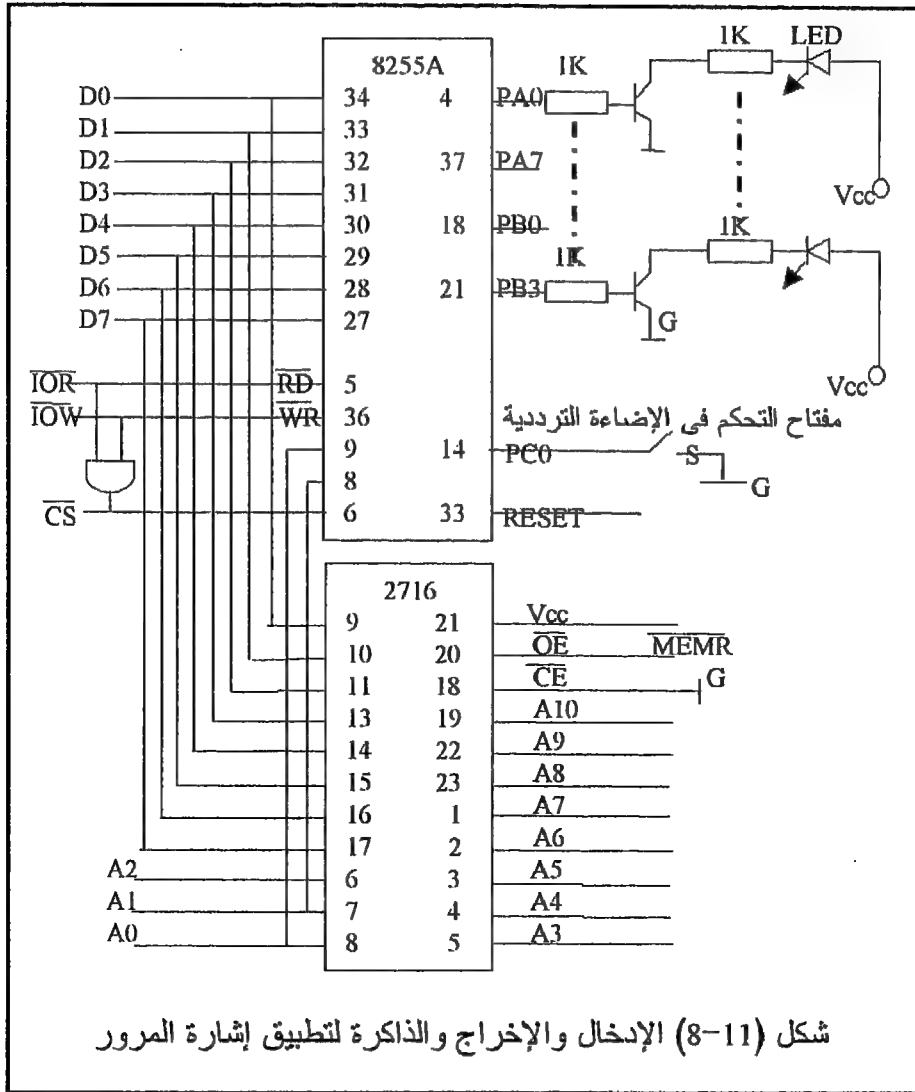 1K LED
8255A 1K
D0 34 4 PA0
D1 33
D2 32 37 PA7
D3 31
Vcc
D4 30 18 PB0 1K
D5 29 1K
D6 28 21 PB3
D7 27 G
IOR RD 5 Vcc
IOW WR 36
مفتاح التحكم فى الإضاءة الترددية
9 14 PC0 S
8 G
CS 6 33 RESET
2716
9 21 Vcc
10 20 OE MEMR
11 18 CE G
13 19 A10
14 22 A9
15 23 A8
16 1 A7
17 2 A6
A2 6 3 A5
A1 7 4 A4
A0 8 5 A3
شكل (11-8) الإدخال والإخراج والذاكرة لتطبيق إشارة المرور